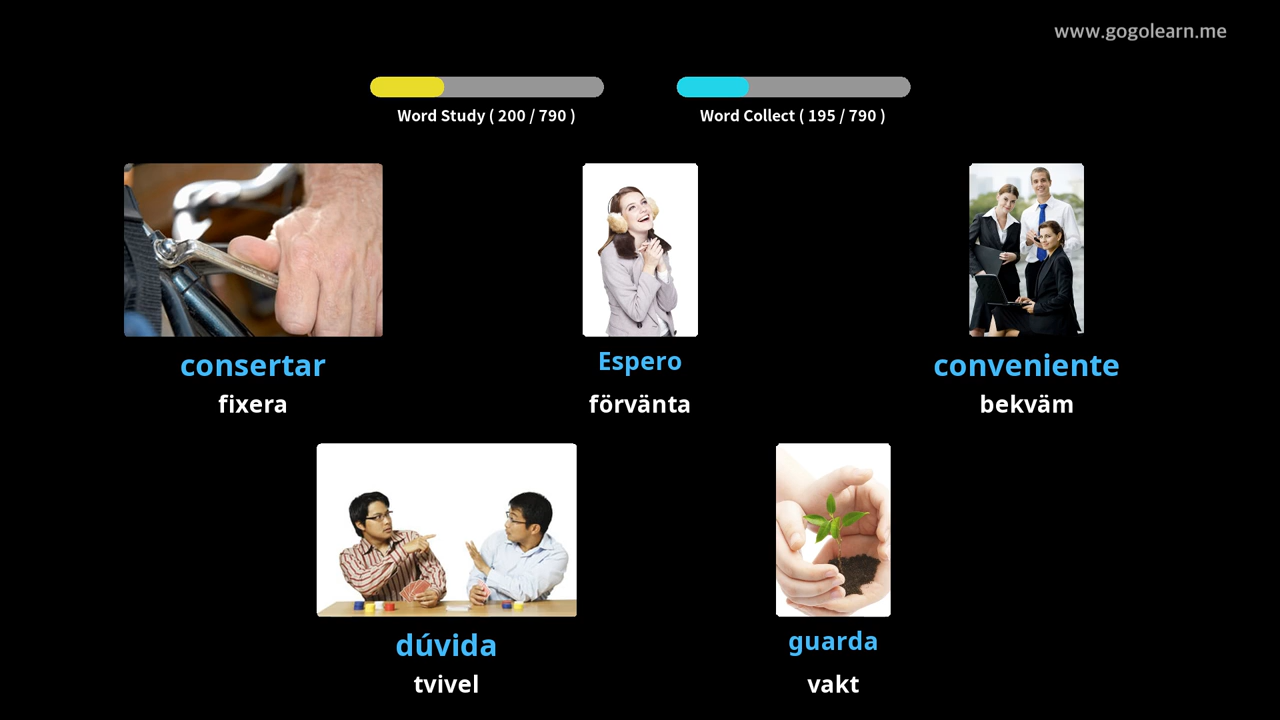 www.gogolearn.me
Word Study ( 200 / 790 )
Word Collect ( 195 / 790 )
consertar
fixera
Espero
förvänta
conveniente
bekväm
dúvida
tvivel
guarda
vakt